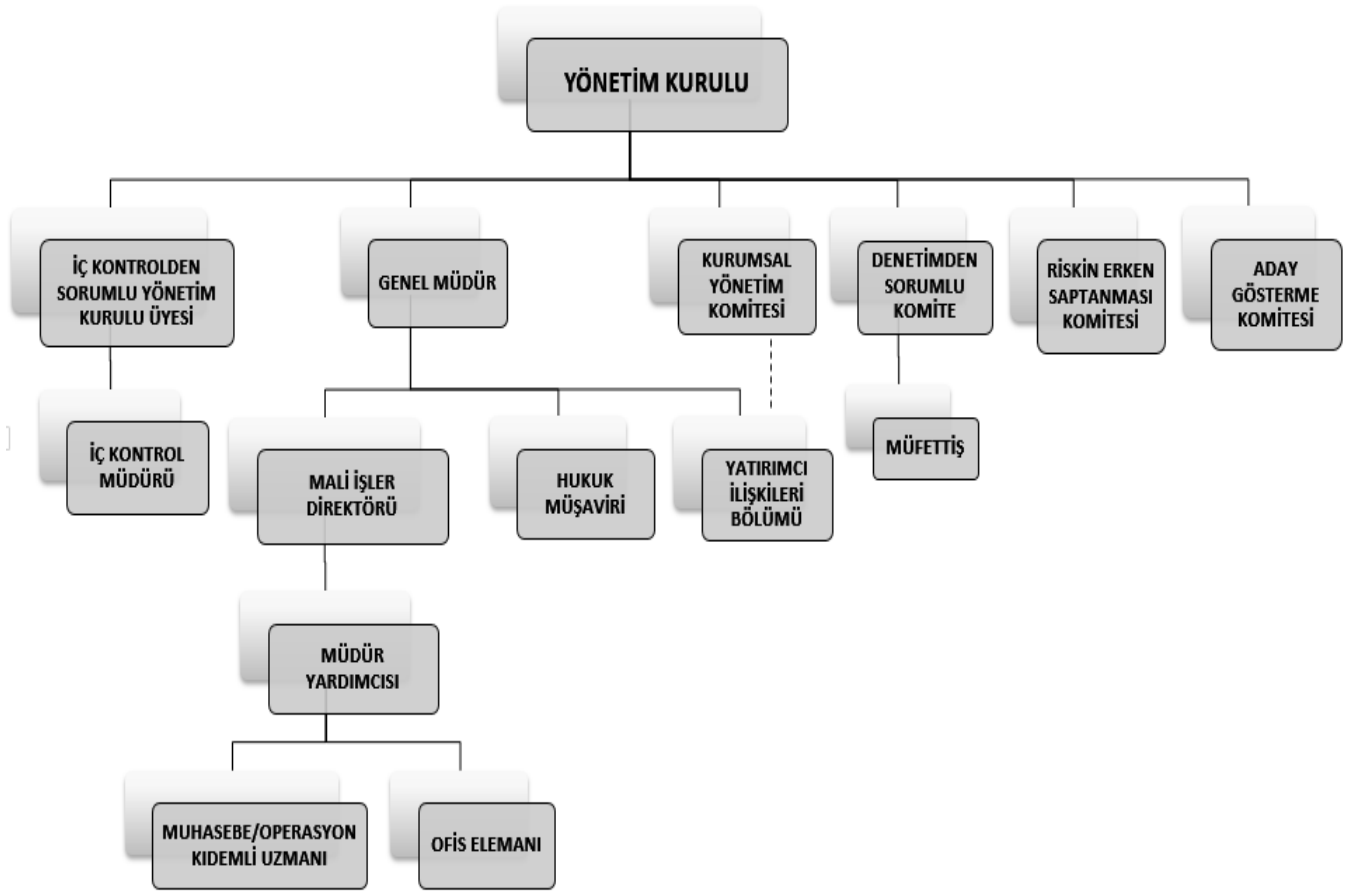 YÖNETİM KURULU
İÇ KONTROLDEN
SORUMLU YÖNETİM
KURULU ÜYESİ
GENEL MÜDÜR
KURUMSAL
YÖNETİM
KOMİTESİ
DENETİMDEN
SORUMLU
KOMİTE
RİSKİN ERKEN
SAPTANMASI
KOMİTESİ
ADAY
GÖSTERME
KOMİTESİ
İÇ KONTROL
MÜDÜRÜ
MALİ İŞLER
DİREKTÖRÜ
HUKUK
MÜŞAVİRİ
YATIRIMCI
İLİŞKİLERİ
BÖLÜMÜ
MÜFETTİŞ
MÜDÜR
YARDIMCISI
MUHASEBE/OPERASYON
KIDEMLİ UZMANI
OFİS ELEMANI